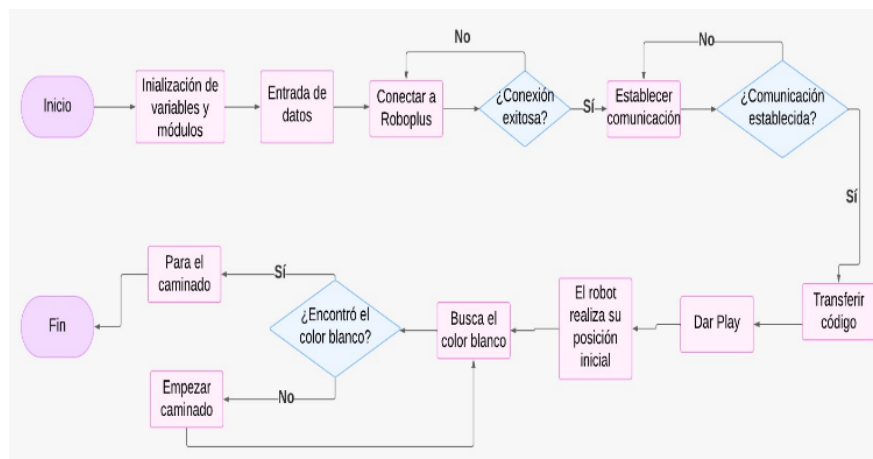 No
No
Inicio
Inialización de
variables y
módulos
Entrada de
datos
Conectar a
Roboplus
¿Conexión
exitosa?
Sí
Establecer
comunicación
¿Comunicación
establecida?
Sí
Transferir
código
Dar Play
El robot
realiza su
posición
inicial
Busca el
color blanco
¿Encontró el
color blanco?
Sí
Para el
caminado
Fin
No
Empezar
caminado